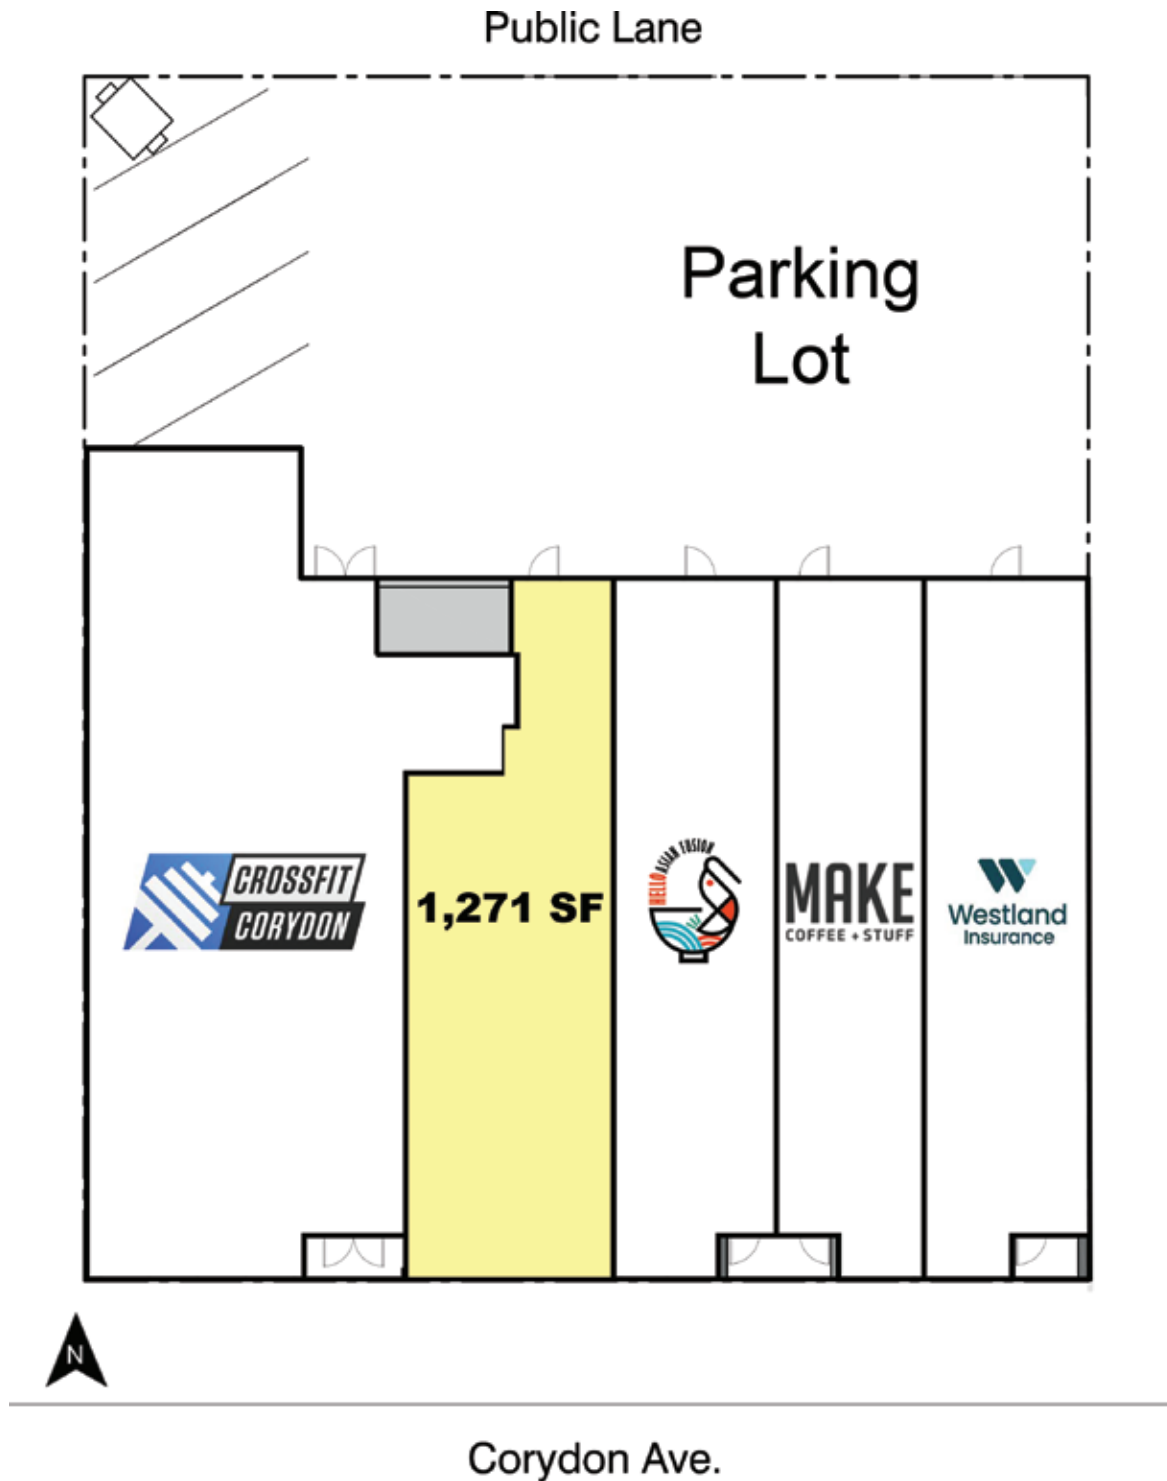 Public Lane
Parking
Lot
CROSSFIT
CORYDON
1,271 SF
HELLO ASIAN FUSION
MAKE
COFFEE + STUFF
Westland
Insurance
N
Corydon Ave.